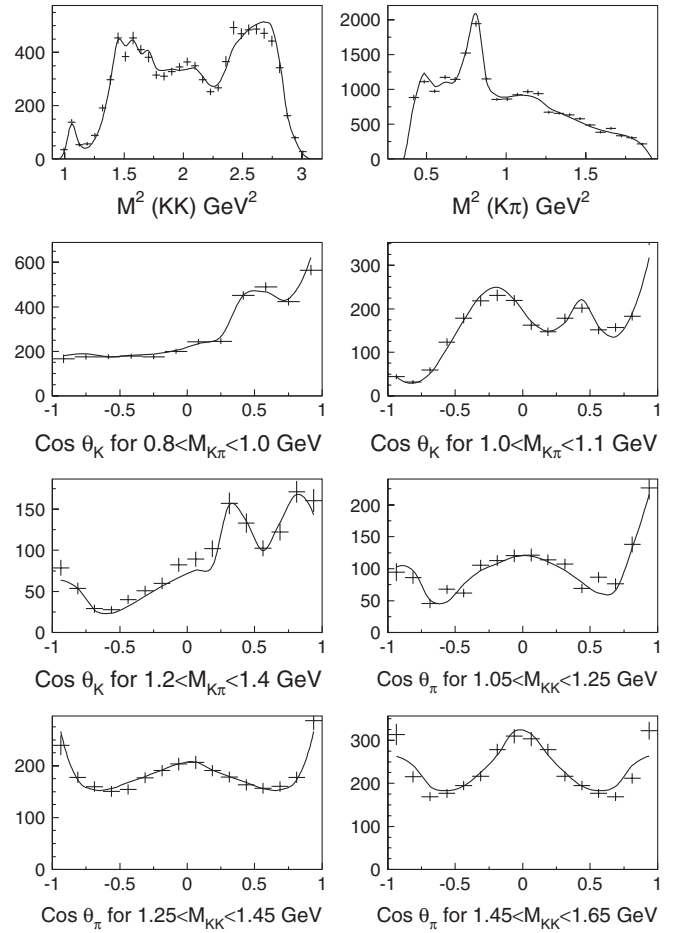 400
200
0
1 1.5 2 2.5 3
M² (KK) GeV²
2000
1500
1000
500
0
0.5 1 1.5
M² (Kπ) GeV²
600
400
200
0
-1 -0.5 0 0.5 1
Cos θ_K for 0.8<M_Kπ<1.0 GeV
300
200
100
0
-1 -0.5 0 0.5 1
Cos θ_K for 1.0<M_Kπ<1.1 GeV
150
100
50
0
-1 -0.5 0 0.5 1
Cos θ_K for 1.2<M_Kπ<1.4 GeV
200
150
100
50
0
-1 -0.5 0 0.5 1
Cos θ_π for 1.05<M_KK<1.25 GeV
200
100
0
-1 -0.5 0 0.5 1
Cos θ_π for 1.25<M_KK<1.45 GeV
300
200
100
0
-1 -0.5 0 0.5 1
Cos θ_π for 1.45<M_KK<1.65 GeV